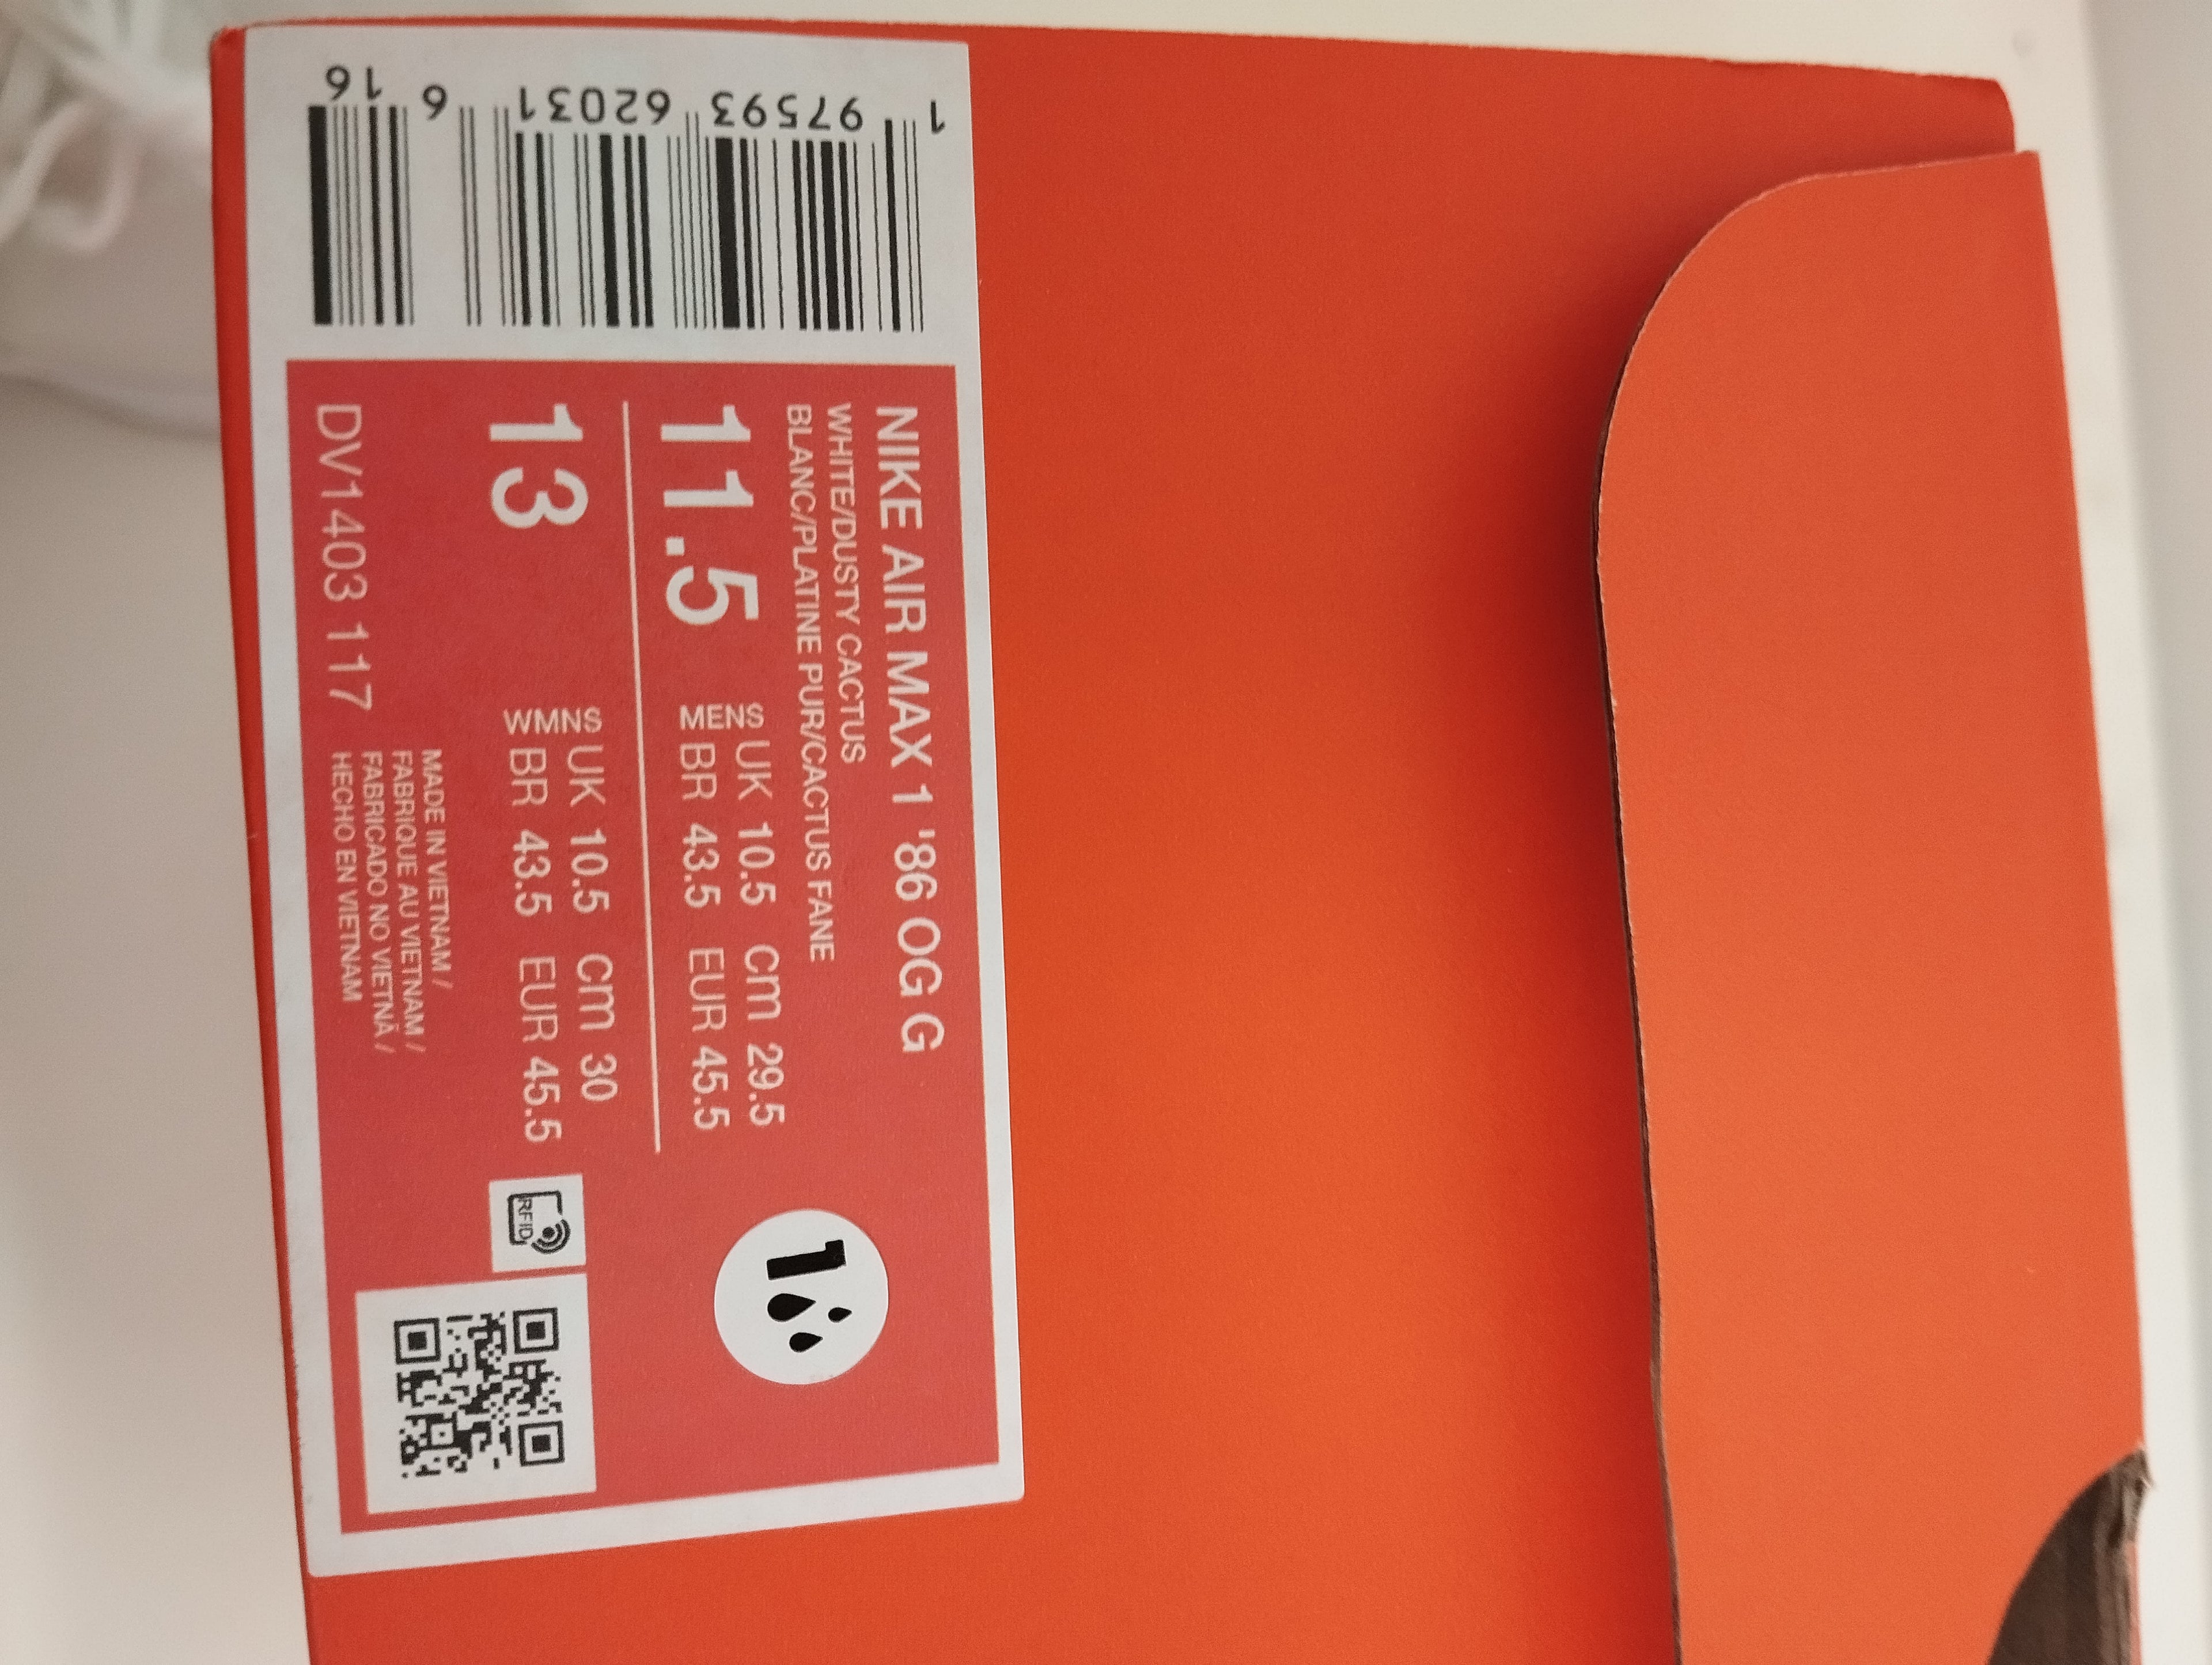 NIKE AIR MAX 1 '86 OG G
WHITE/DUSTY CACTUS
BLANC/PLATINE PUR/CACTUS FANE
11.5 MENS UK 10.5 cm 29.5
BR 43.5 EUR 45.5
13 WMNS UK 10.5 cm 30
BR 43.5 EUR 45.5
DV1403 117
MADE IN VIETNAM /
FABRIQUE AU VIETNAM /
FABRICADO NO VIETNÃ /
HECHO EN VIETNAM
RFID
1
1 97593 62031 6 16